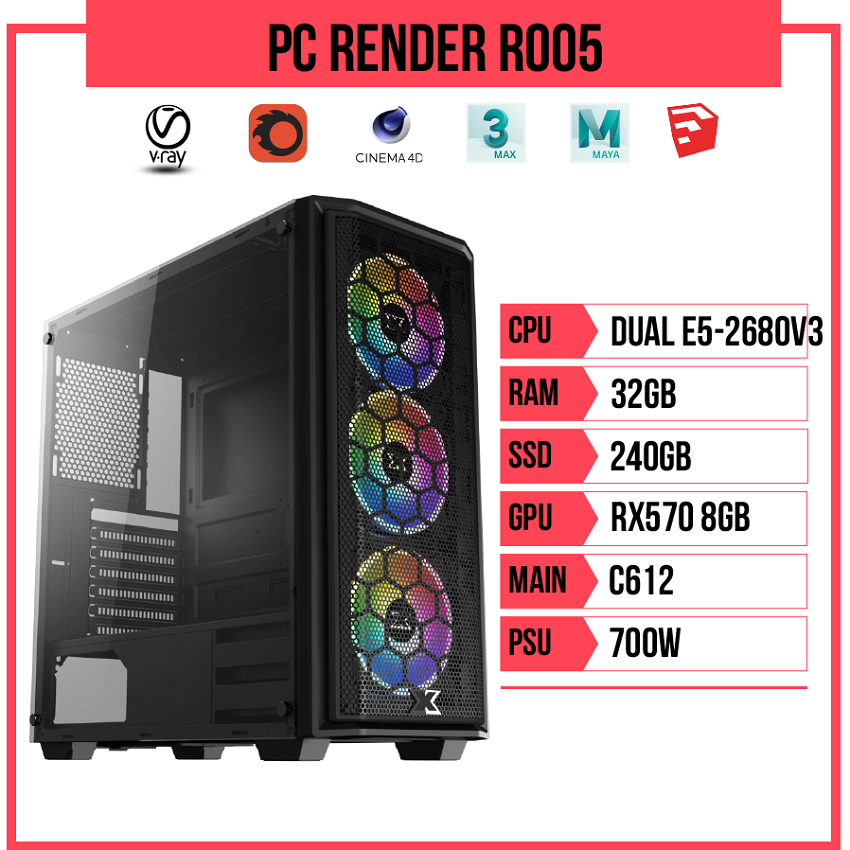 PC RENDER R005
v·ray
CINEMA 4D
3
MAX
M
MAYA
CPU DUAL E5-2680V3
RAM 32GB
SSD 240GB
GPU RX570 8GB
MAIN C612
PSU 700W